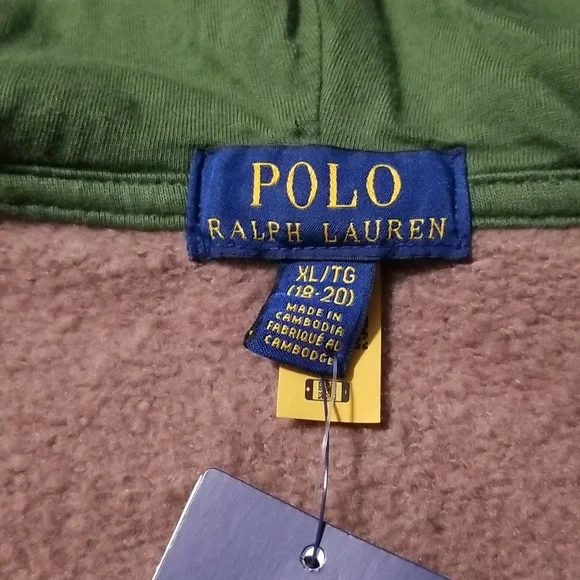 POLO
RALPH LAUREN
XL/TG
(18-20)
MADE IN
CAMBODIA
FABRIQUÉ AU
CAMBODGE